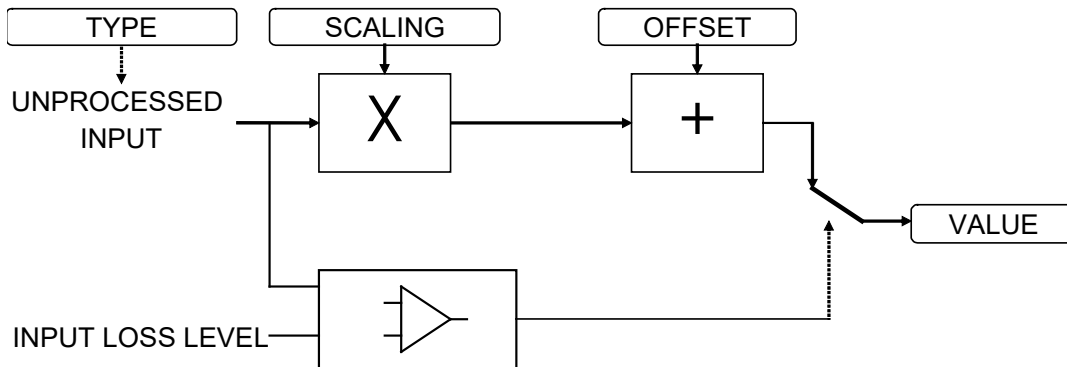 TYPE
SCALING
OFFSET
UNPROCESSED
INPUT
X
+
VALUE
INPUT LOSS LEVEL